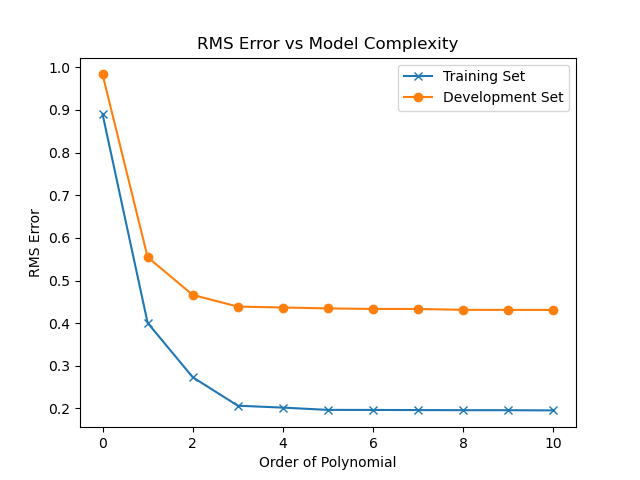 RMS Error vs Model Complexity
Training Set
Development Set
1.0
0.9
0.8
0.7
0.6
0.5
0.4
0.3
0.2
RMS Error
0 2 4 6 8 10
Order of Polynomial